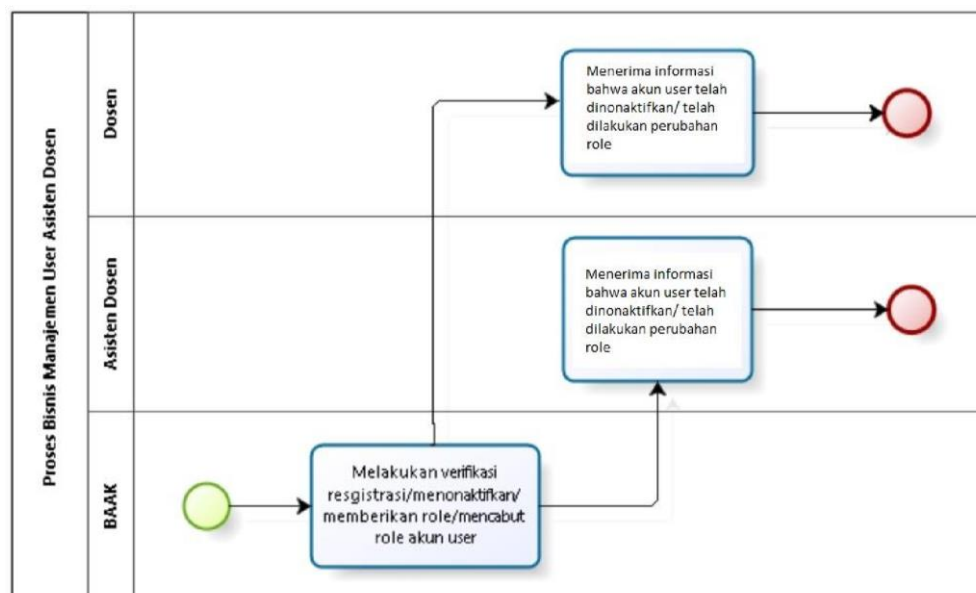 Proses Bisnis Manajemen User Asisten Dosen
Dosen
Menerima informasi
bahwa akun user telah
dinonaktifkan/ telah
dilakukan perubahan
role
Asisten Dosen
Menerima informasi
bahwa akun user telah
dinonaktifkan/ telah
dilakukan perubahan
role
BAAK
Melakukan verifikasi
resgistrasi/menonaktifkan/
memberikan role/mencabut
role akun user